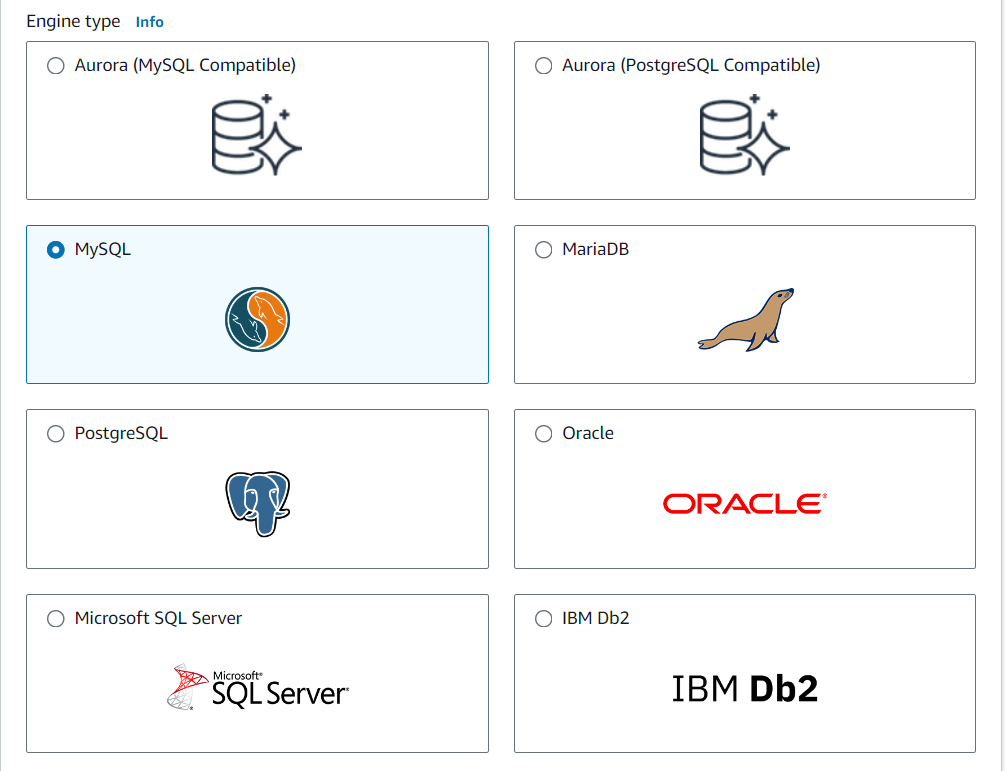 Engine type Info
Aurora (MySQL Compatible)
Aurora (PostgreSQL Compatible)
MySQL
MariaDB
PostgreSQL
Oracle
ORACLE®
Microsoft SQL Server
Microsoft®
SQL Server®
IBM Db2
IBM Db2